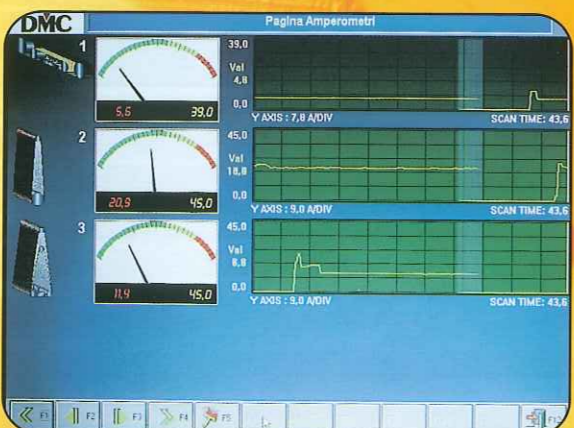 DMC
Pagina Amperometri
1
5,6 39,0
39,0
Val
4,8
0,0
Y AXIS : 7,8 A/DIV SCAN TIME: 43,6
2
20,9 45,0
45,0
Val
18,8
0,0
Y AXIS : 9,0 A/DIV SCAN TIME: 43,6
3
11,4 45,0
45,0
Val
8,8
0,0
Y AXIS : 9,0 A/DIV SCAN TIME: 43,6
F1 F2 F3 F4 F5 F12